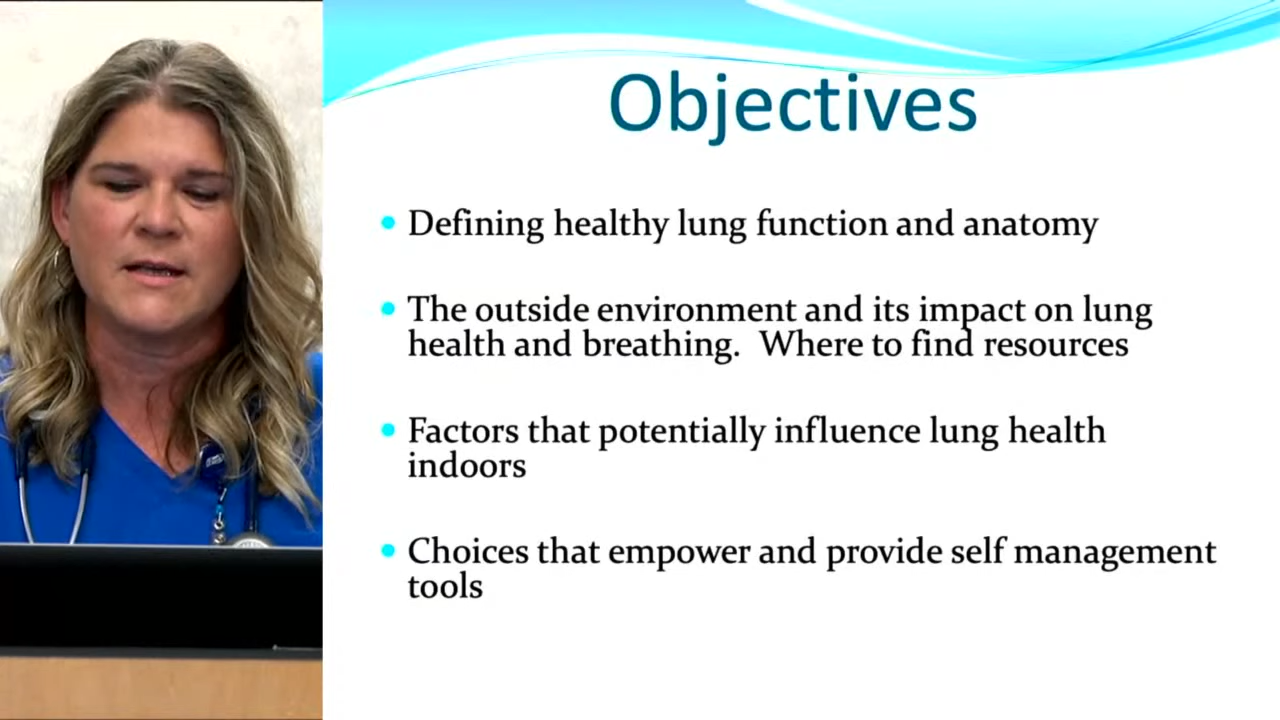 Objectives
• Defining healthy lung function and anatomy
• The outside environment and its impact on lung
health and breathing.  Where to find resources
• Factors that potentially influence lung health
indoors
• Choices that empower and provide self management
tools